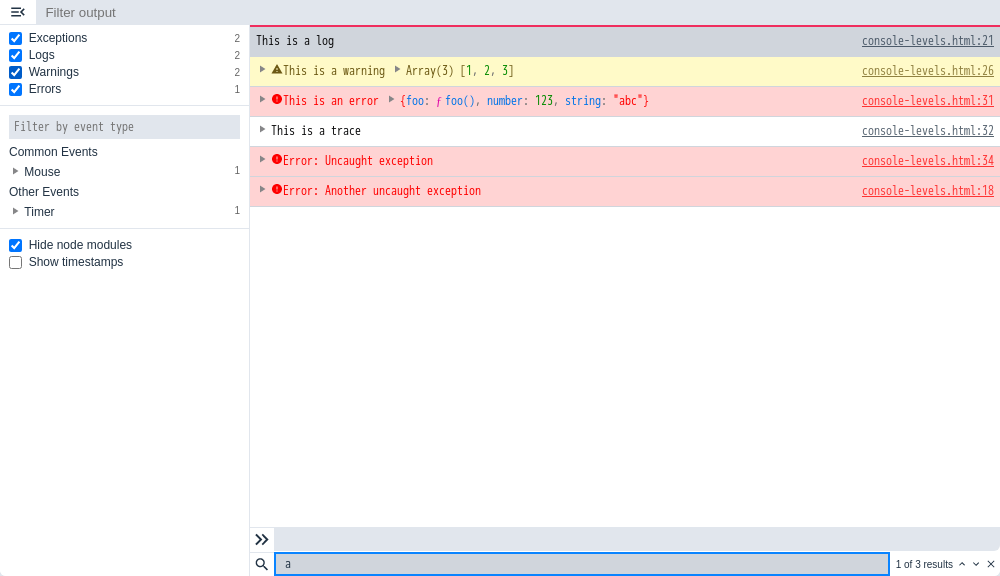 Filter output
Exceptions 2
Logs 2
Warnings 2
Errors 1
Filter by event type
Common Events
Mouse 1
Other Events
Timer 1
Hide node modules
Show timestamps
This is a log console-levels.html:21
This is a warning Array(3) [1, 2, 3] console-levels.html:26
This is an error {foo: ƒ foo(), number: 123, string: "abc"} console-levels.html:31
This is a trace console-levels.html:32
Error: Uncaught exception console-levels.html:34
Error: Another uncaught exception console-levels.html:18
a 1 of 3 results